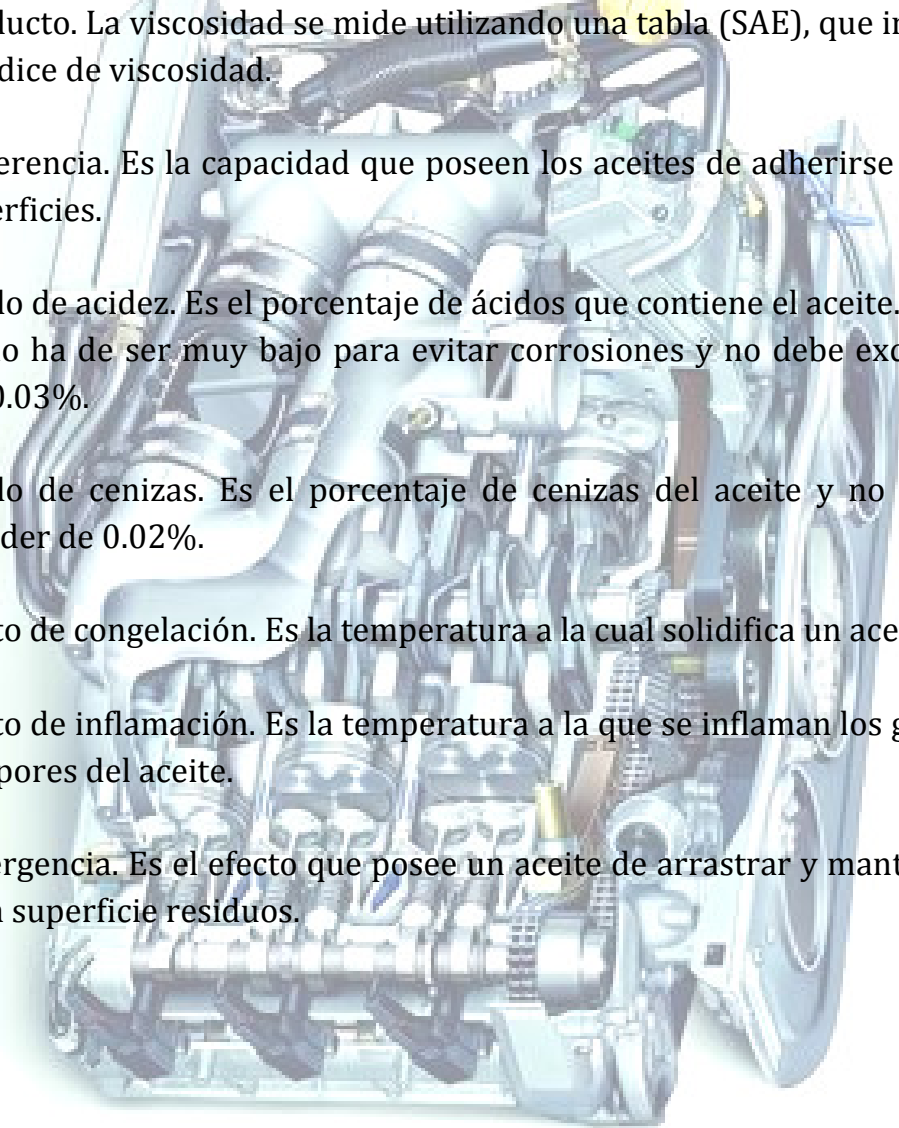 ducto. La viscosidad se mide utilizando una tabla (SAE), que in
dice de viscosidad.
erencia. Es la capacidad que poseen los aceites de adherirse
erficies.
do de acidez. Es el porcentaje de ácidos que contiene el aceite.
o ha de ser muy bajo para evitar corrosiones y no debe exc
0.03%.
do de cenizas. Es el porcentaje de cenizas del aceite y no
der de 0.02%.
to de congelación. Es la temperatura a la cual solidifica un ace
to de inflamación. Es la temperatura a la que se inflaman los g
pores del aceite.
ergencia. Es el efecto que posee un aceite de arrastrar y mant
superficie residuos.